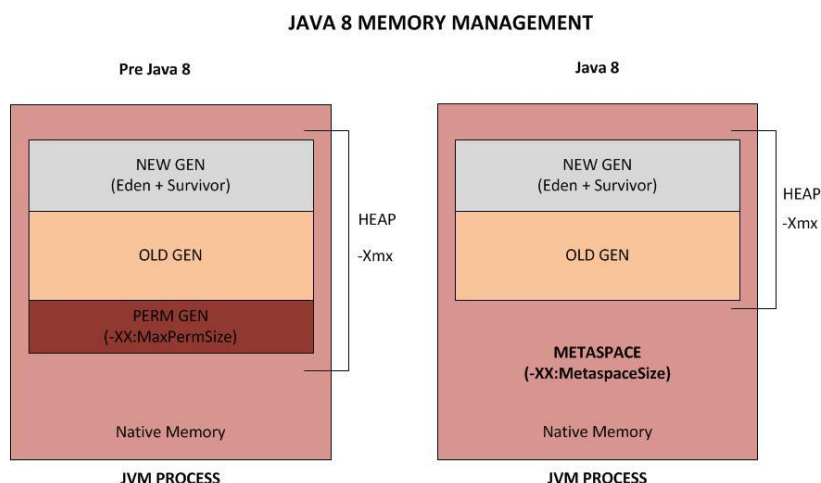 JAVA 8 MEMORY MANAGEMENT
Pre Java 8
NEW GEN
(Eden + Survivor)
OLD GEN
PERM GEN
(-XX:MaxPermSize)
HEAP
-Xmx
Native Memory
JVM PROCESS
Java 8
NEW GEN
(Eden + Survivor)
OLD GEN
HEAP
-Xmx
METASPACE
(-XX:MetaspaceSize)
Native Memory
JVM PROCESS